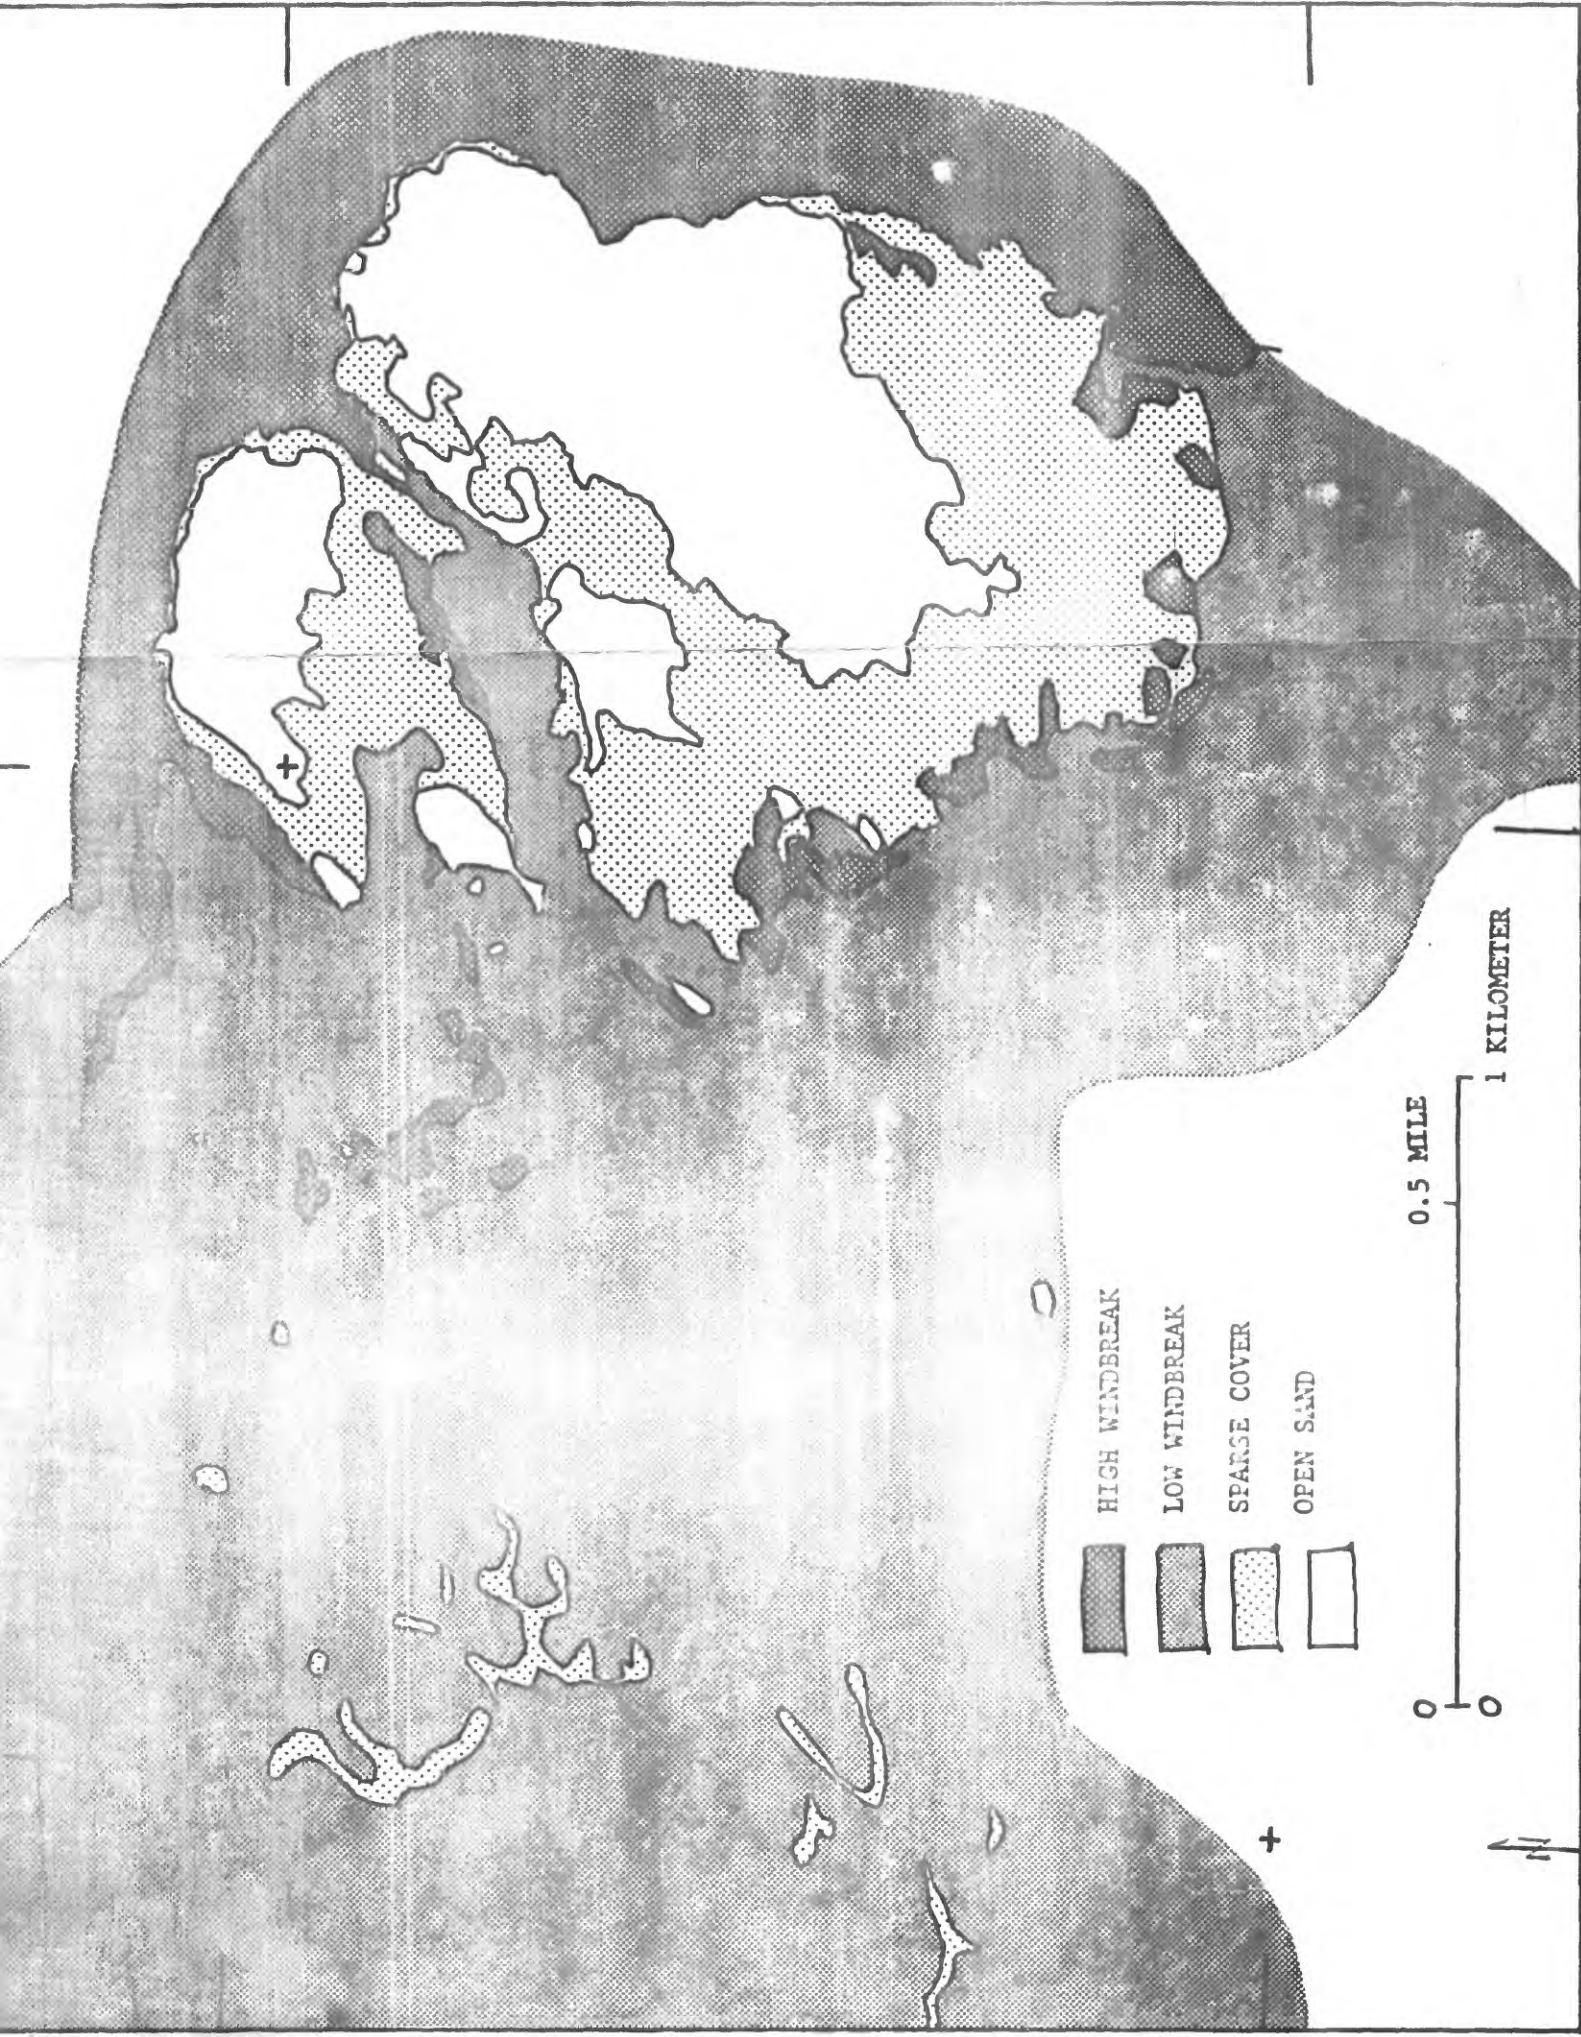 HIGH WINDBREAK
LOW WINDBREAK
SPARSE COVER
OPEN SAND
0 0.5 MILE
0 1 KILOMETER
N